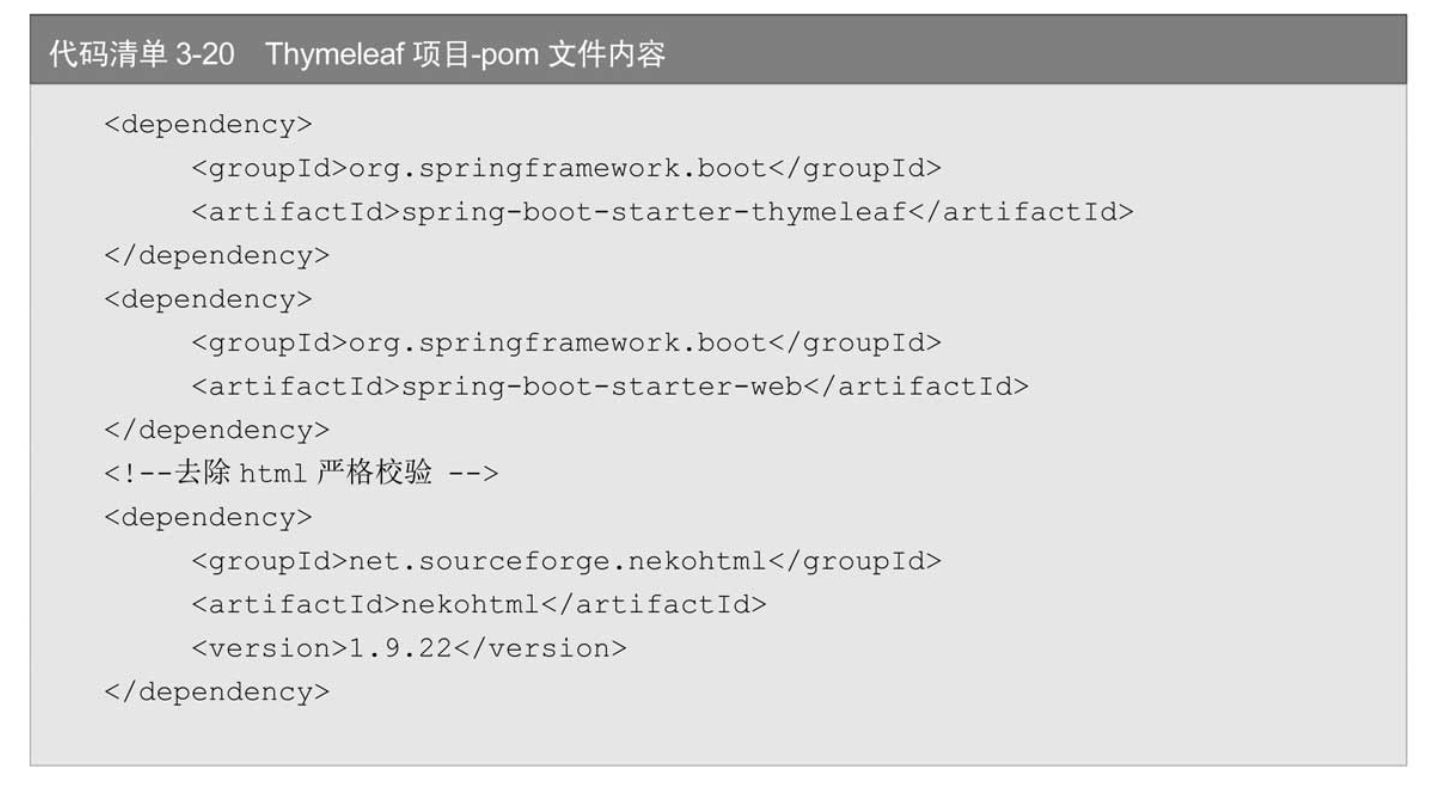 代码清单 3-20 Thymeleaf 项目-pom 文件内容
<dependency>
<groupId>org.springframework.boot</groupId>
<artifactId>spring-boot-starter-thymeleaf</artifactId>
</dependency>
<dependency>
<groupId>org.springframework.boot</groupId>
<artifactId>spring-boot-starter-web</artifactId>
</dependency>
<!--去除 html 严格校验 -->
<dependency>
<groupId>net.sourceforge.nekohtml</groupId>
<artifactId>nekohtml</artifactId>
<version>1.9.22</version>
</dependency>